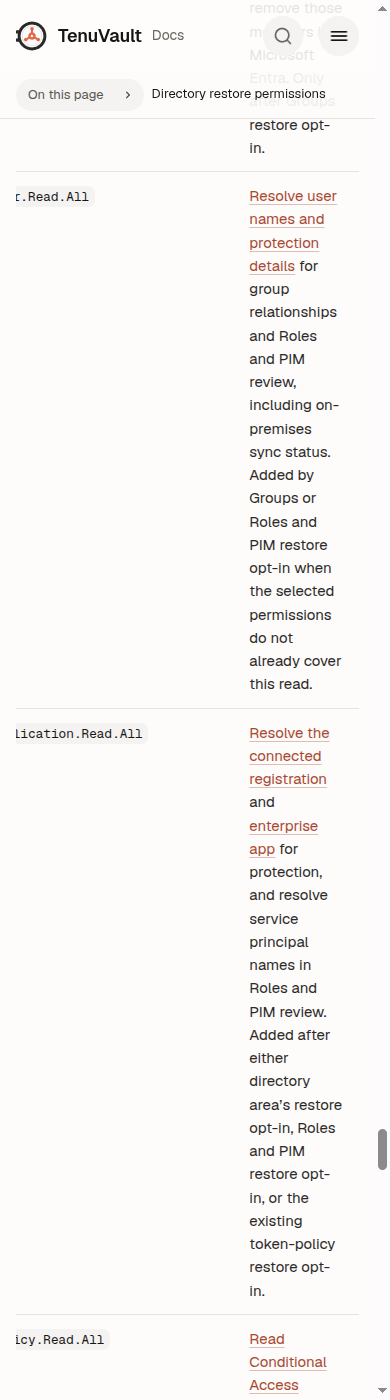 remove those
TenuVault Docs
Microsoft
Entra. Only
after Groups
On this page
Directory restore permissions
restore opt-
in.
r.Read.All
Resolve user
names and
protection
details for
group
relationships
and Roles
and PIM
review,
including on-
premises
sync status.
Added by
Groups or
Roles and
PIM restore
opt-in when
the selected
permissions
do not
already cover
this read.
lication.Read.All
Resolve the
connected
registration
and
enterprise
app for
protection,
and resolve
service
principal
names in
Roles and
PIM review.
Added after
either
directory
area's restore
opt-in, Roles
and PIM
restore opt-
in, or the
existing
token-policy
restore opt-
in.
icy.Read.All
Read
Conditional
Access